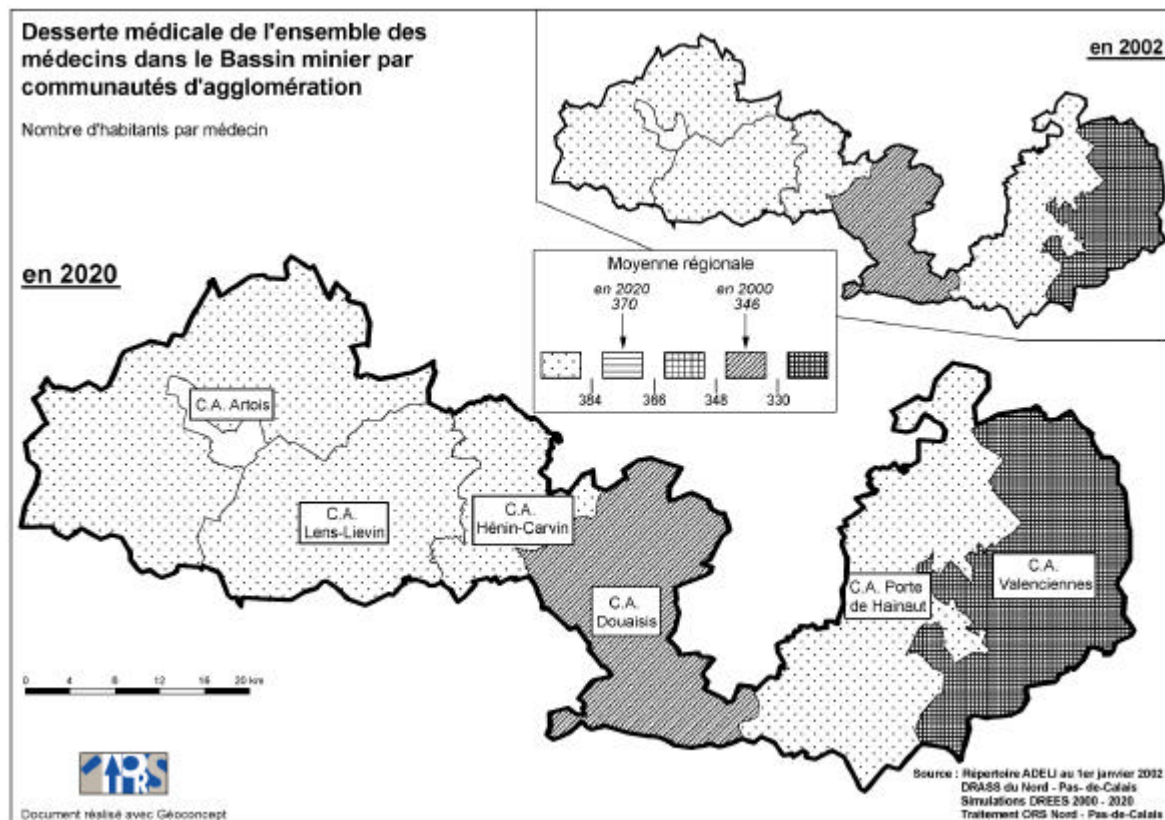 Desserte médicale de l'ensemble des
médecins dans le Bassin minier par
communautés d'agglomération
Nombre d'habitants par médecin
en 2002
en 2020
Moyenne régionale
en 2020
370
en 2000
346
384
366
348
330
C.A. Artois
C.A.
Lens-Lievin
C.A.
Hénin-Carvin
C.A.
Douaisis
C.A. Porte
de Hainaut
C.A.
Valenciennes
0 4 8 12 16 20 km
Source : Répertoire ADELI au 1er janvier 2002
DRASS du Nord - Pas- de-Calais
Simulations DREES 2000 - 2020
Traitement ORS Nord - Pas-de-Calais
Document réalisé avec Géoconcept